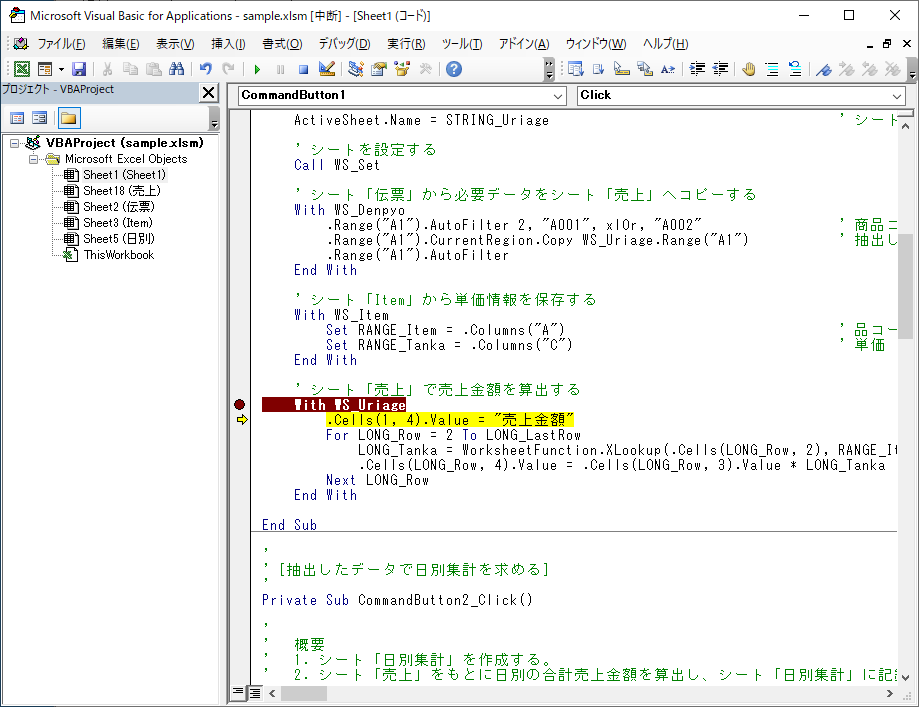 Microsoft Visual Basic for Applications - sample.xlsm [中断] - [Sheet1 (コード)]
ファイル(F) 編集(E) 表示(V) 挿入(I) 書式(O) デバッグ(D) 実行(R) ツール(T) アドイン(A) ウィンドウ(W) ヘルプ(H)
プロジェクト - VBAProject
CommandButton1 Click
VBAProject (sample.xlsm)
Microsoft Excel Objects
Sheet1 (Sheet1)
Sheet18 (売上)
Sheet2 (伝票)
Sheet3 (Item)
Sheet5 (日別)
ThisWorkbook
ActiveSheet.Name = STRING_Uriage ' シート
' シートを設定する
Call WS_Set
' シート「伝票」から必要データをシート「売上」へコピーする
With WS_Denpyo
.Range("A1").AutoFilter 2, "A001", xlOr, "A002" ' 商品コ
.Range("A1").CurrentRegion.Copy WS_Uriage.Range("A1") ' 抽出し
.Range("A1").AutoFilter
End With
' シート「Item」から単価情報を保存する
With WS_Item
Set RANGE_Item = .Columns("A") ' 品コー
Set RANGE_Tanka = .Columns("C") ' 単価
End With
' シート「売上」で売上金額を算出する
With WS_Uriage
.Cells(1, 4).Value = "売上金額"
For LONG_Row = 2 To LONG_LastRow
LONG_Tanka = WorksheetFunction.XLookup(.Cells(LONG_Row, 2), RANGE_It
.Cells(LONG_Row, 4).Value = .Cells(LONG_Row, 3).Value * LONG_Tanka
Next LONG_Row
End With
End Sub
'
' [抽出したデータで日別集計を求める]
'
Private Sub CommandButton2_Click()
'
' 概要
' 1. シート「日別集計」を作成する。
' 2. シート「売上」をもとに日別の合計売上金額を算出し、シート「日別集計」に記